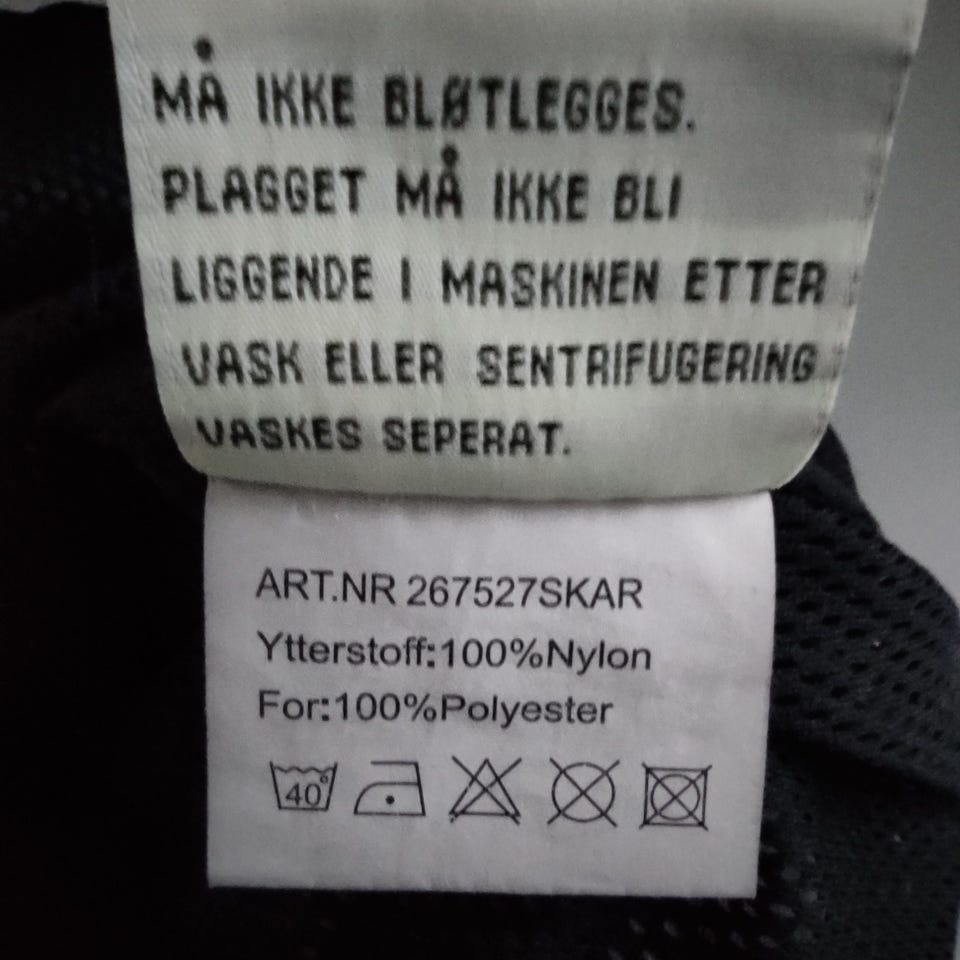 MÅ IKKE BLØTLEGGES.
PLAGGET MÅ IKKE BLI
LIGGENDE I MASKINEN ETTER
VASK ELLER SENTRIFUGERING
VASKES SEPERAT.
ART.NR 267527SKAR
Ytterstoff:100%Nylon
For:100%Polyester
40°